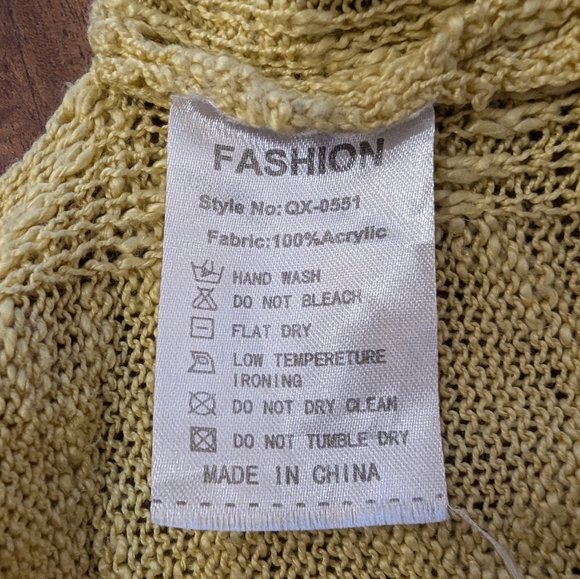 FASHION
Style No:QX-0551
Fabric:100%Acrylic
HAND WASH
DO NOT BLEACH
FLAT DRY
LOW TEMPERETURE
IRONING
DO NOT DRY CLEAN
DO NOT TUMBLE DRY
MADE IN CHINA